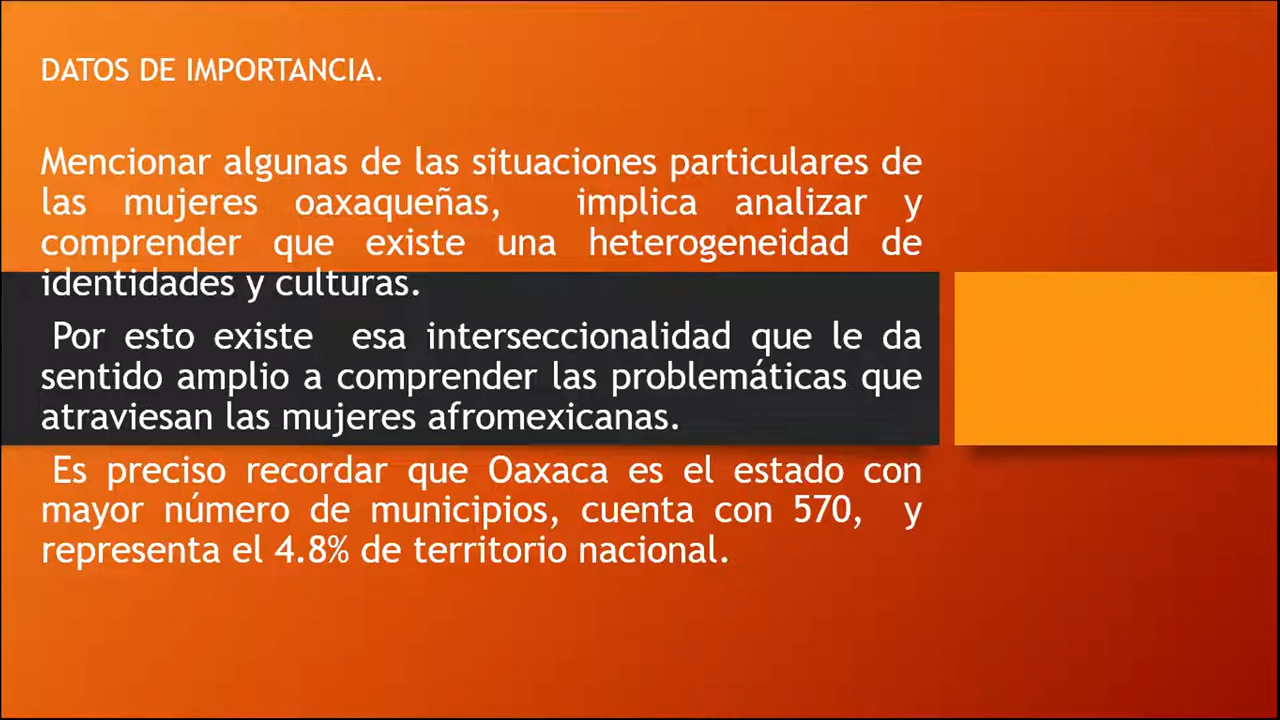 DATOS DE IMPORTANCIA.
Mencionar algunas de las situaciones particulares de
las mujeres oaxaqueñas, implica analizar y
comprender que existe una heterogeneidad de
identidades y culturas.
Por esto existe esa interseccionalidad que le da
sentido amplio a comprender las problemáticas que
atraviesan las mujeres afromexicanas.
Es preciso recordar que Oaxaca es el estado con
mayor número de municipios, cuenta con 570, y
representa el 4.8% de territorio nacional.